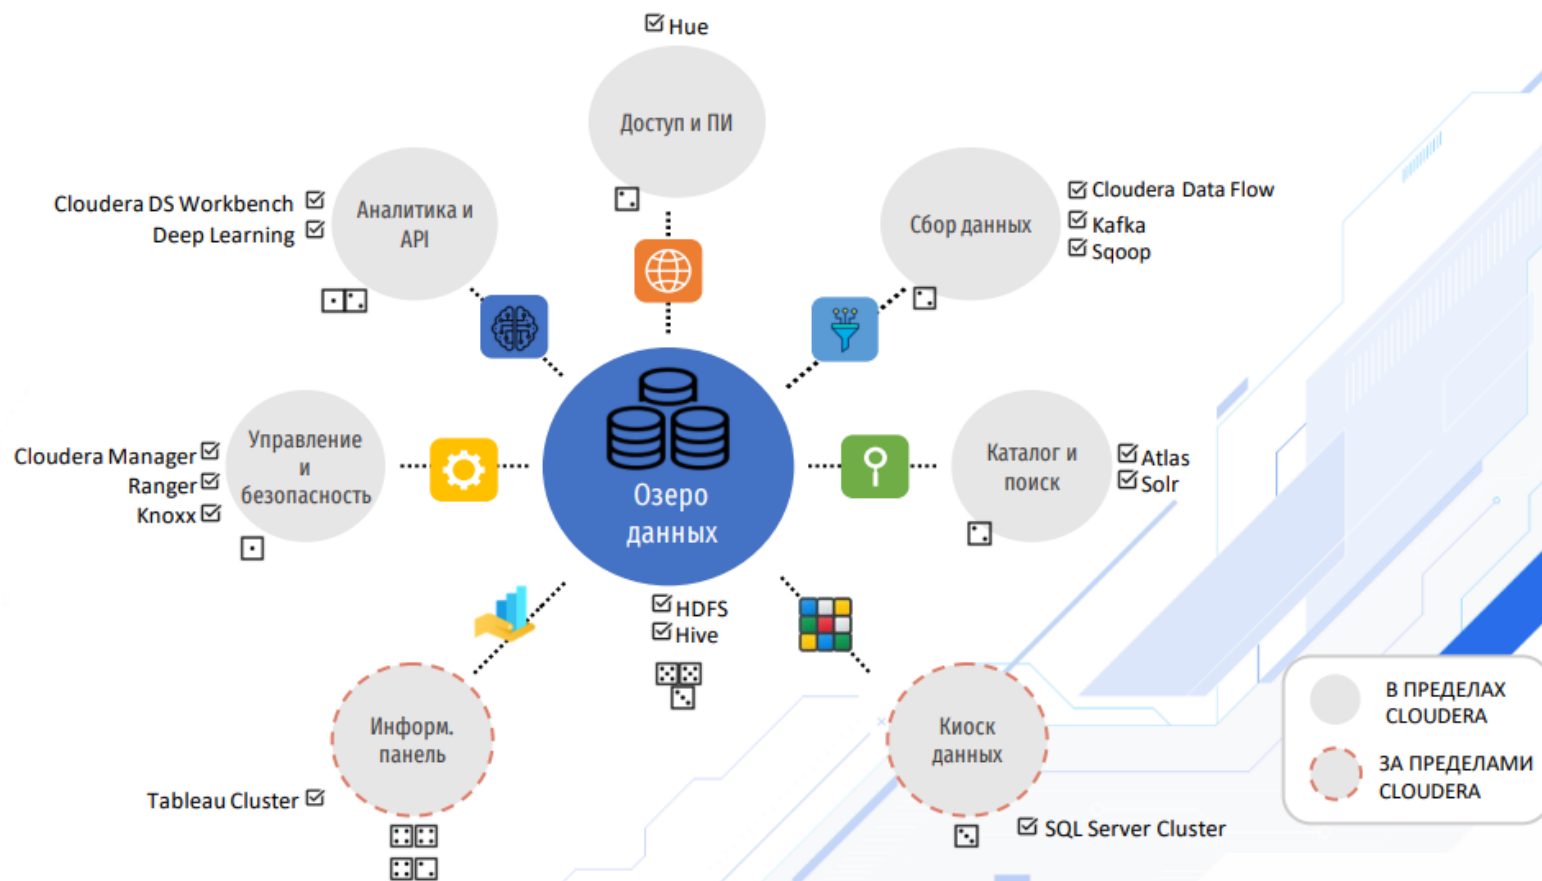 Hue
Доступ и ПИ
Cloudera DS Workbench
Deep Learning
Аналитика и
API
Сбор данных
Cloudera Data Flow
Kafka
Sqoop
Cloudera Manager
Ranger
Knoxx
Управление
и
безопасность
Озеро
данных
Каталог и
поиск
Atlas
Solr
HDFS
Hive
Информ.
панель
Tableau Cluster
Киоск
данных
SQL Server Cluster
В ПРЕДЕЛАХ
CLOUDERA
ЗА ПРЕДЕЛАМИ
CLOUDERA